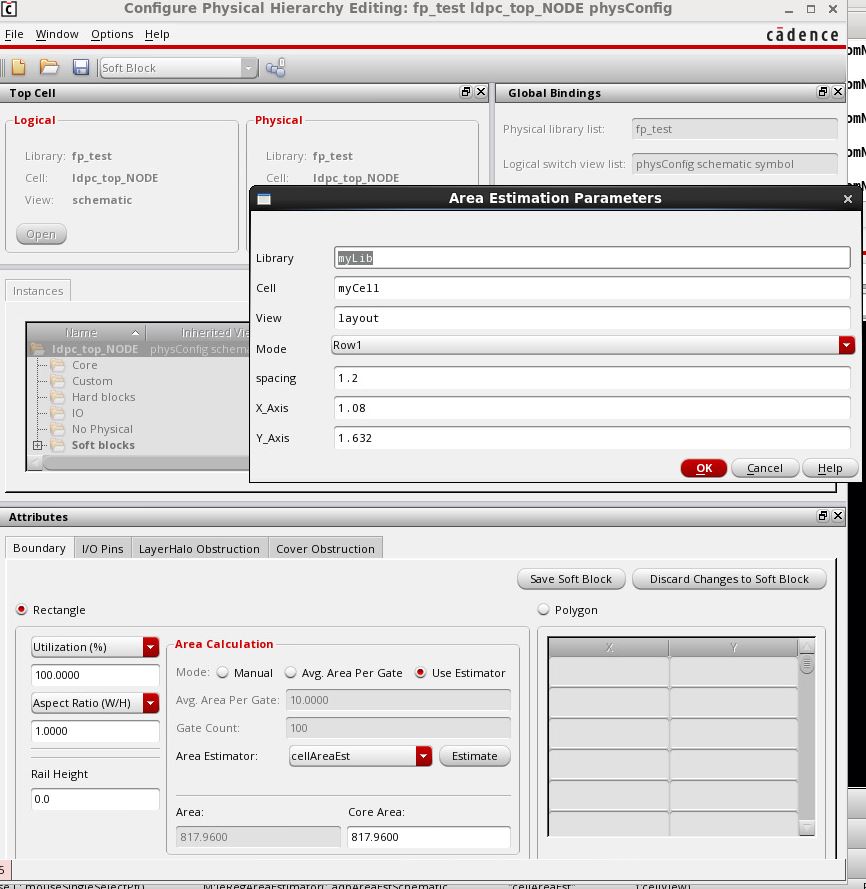 Configure Physical Hierarchy Editing: fp_test ldpc_top_NODE physConfig
File Window Options Help
cādence
Soft Block
Top Cell
Global Bindings
Logical
Physical
Physical library list: fp_test
Library: fp_test
Library: fp_test
Logical switch view list: physConfig schematic symbol
Cell: ldpc_top_NODE
Cell: ldpc_top_NODE
View: schematic
Open
Area Estimation Parameters
Library myLib
Cell myCell
View layout
Mode Row1
spacing 1.2
X_Axis 1.08
Y_Axis 1.632
OK Cancel Help
Instances
Name Inherited Vie
ldpc_top_NODE physConfig schema
Core
Custom
Hard blocks
IO
No Physical
Soft blocks
Attributes
Boundary I/O Pins LayerHalo Obstruction Cover Obstruction
Save Soft Block Discard Changes to Soft Block
Rectangle
Polygon
Utilization (%)
100.0000
Aspect Ratio (W/H)
1.0000
Rail Height
0.0
Area Calculation
Mode: Manual Avg. Area Per Gate Use Estimator
Avg. Area Per Gate: 10.0000
Gate Count: 100
Area Estimator: cellAreaEst Estimate
Area: Core Area:
817.9600 817.9600
X Y
5